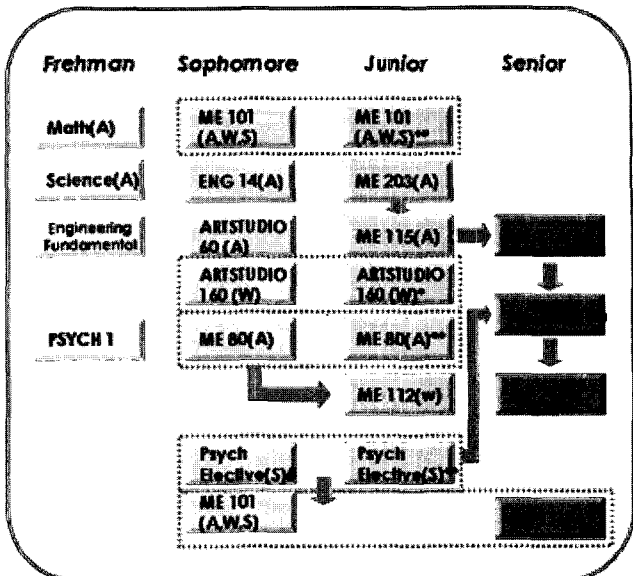 Frehman Sophomore Junior Senior
Math(A)
ME 101
(A,W,S)
ME 101
(A,W,S)**
Science(A)
ENG 14(A)
ME 203(A)
Engineering
Fundamental
ARTSTUDIO
60 (A)
ME 115(A)
ARTSTUDIO
160 (W)
ARTSTUDIO
160 (W)*
PSYCH 1
ME 80(A)
ME 80(A)**
ME 112(w)
Psych
Elective(S)
Psych
Elective(S)
ME 101
(A,W,S)